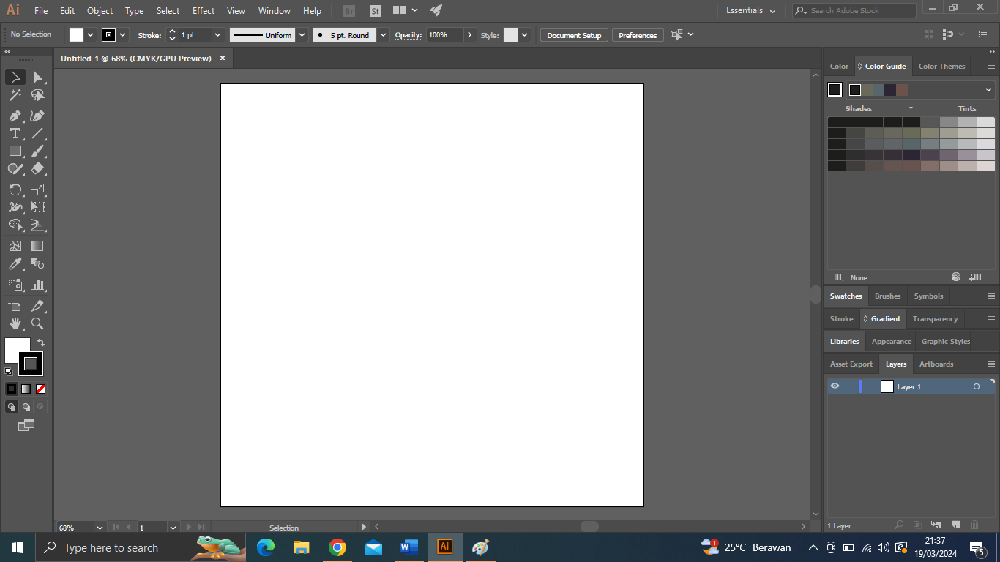 Ai File Edit Object Type Select Effect View Window Help Br St Essentials Search Adobe Stock
No Selection Stroke: 1 pt Uniform 5 pt. Round Opacity: 100% Style: Document Setup Preferences
Untitled-1 @ 68% (CMYK/GPU Preview)
Color Color Guide Color Themes
Shades Tints
None
Swatches Brushes Symbols
Stroke Gradient Transparency
Libraries Appearance Graphic Styles
Asset Export Layers Artboards
Layer 1
68% 1 Selection
1 Layer
Type here to search
Ai
1
25°C Berawan
21:37
19/03/2024
5